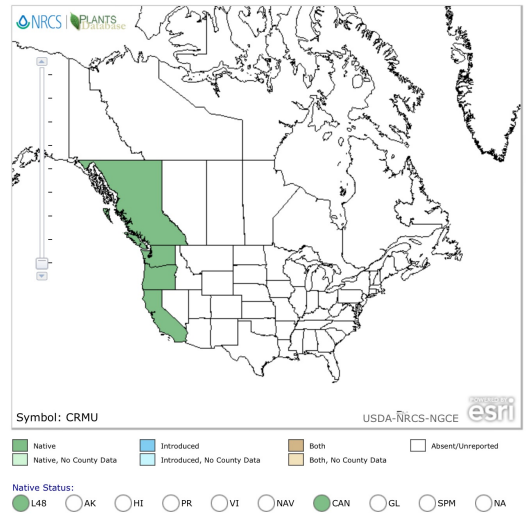 NRCS PLANTS
Database
Symbol: CRMU
USDA-NRCS-NGCE
POWERED BY
esri
Native
Introduced
Both
Absent/Unreported
Native, No County Data
Introduced, No County Data
Both, No County Data
Native Status:
L48 AK HI PR VI NAV CAN GL SPM NA